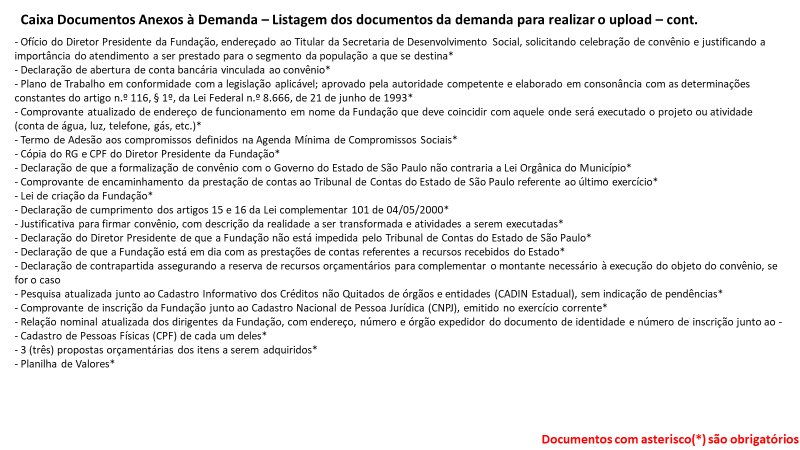 Caixa Documentos Anexos à Demanda – Listagem dos documentos da demanda para realizar o upload – cont.
- Ofício do Diretor Presidente da Fundação, endereçado ao Titular da Secretaria de Desenvolvimento Social, solicitando celebração de convênio e justificando a
importância do atendimento a ser prestado para o segmento da população a que se destina*
- Declaração de abertura de conta bancária vinculada ao convênio*
- Plano de Trabalho em conformidade com a legislação aplicável; aprovado pela autoridade competente e elaborado em consonância com as determinações
constantes do artigo n.º 116, § 1º, da Lei Federal n.º 8.666, de 21 de junho de 1993*
- Comprovante atualizado de endereço de funcionamento em nome da Fundação que deve coincidir com aquele onde será executado o projeto ou atividade
(conta de água, luz, telefone, gás, etc.)*
- Termo de Adesão aos compromissos definidos na Agenda Mínima de Compromissos Sociais*
- Cópia do RG e CPF do Diretor Presidente da Fundação*
- Declaração de que a formalização de convênio com o Governo do Estado de São Paulo não contraria a Lei Orgânica do Município*
- Comprovante de encaminhamento da prestação de contas ao Tribunal de Contas do Estado de São Paulo referente ao último exercício*
- Lei de criação da Fundação*
- Declaração de cumprimento dos artigos 15 e 16 da Lei complementar 101 de 04/05/2000*
- Justificativa para firmar convênio, com descrição da realidade a ser transformada e atividades a serem executadas*
- Declaração do Diretor Presidente de que a Fundação não está impedida pelo Tribunal de Contas do Estado de São Paulo*
- Declaração de que a Fundação está em dia com as prestações de contas referentes a recursos recebidos do Estado*
- Declaração de contrapartida assegurando a reserva de recursos orçamentários para complementar o montante necessário à execução do objeto do convênio, se
for o caso
- Pesquisa atualizada junto ao Cadastro Informativo dos Créditos não Quitados de órgãos e entidades (CADIN Estadual), sem indicação de pendências*
- Comprovante de inscrição da Fundação junto ao Cadastro Nacional de Pessoa Jurídica (CNPJ), emitido no exercício corrente*
- Relação nominal atualizada dos dirigentes da Fundação, com endereço, número e órgão expedidor do documento de identidade e número de inscrição junto ao -
- Cadastro de Pessoas Físicas (CPF) de cada um deles*
- 3 (três) propostas orçamentárias dos itens a serem adquiridos*
- Planilha de Valores*
Documentos com asterisco(*) são obrigatórios